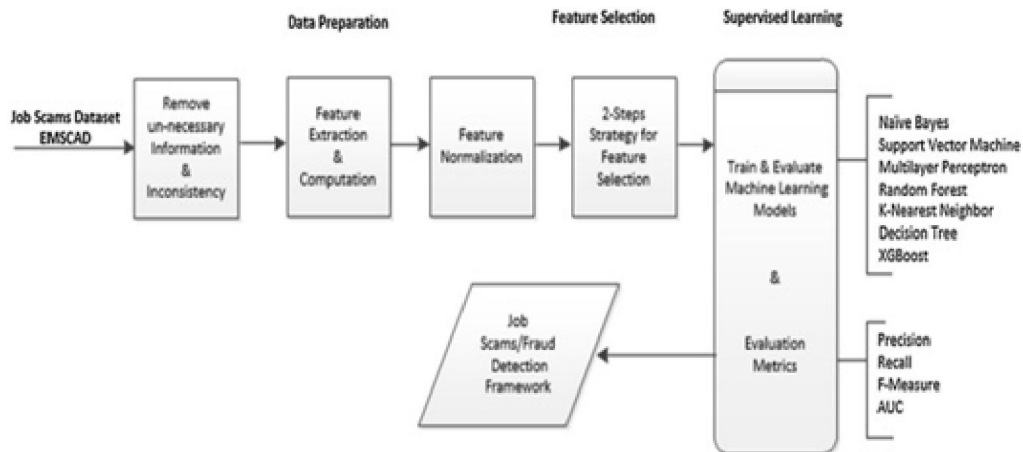 Data Preparation
Feature Selection
Supervised Learning
Job Scams Dataset
EMSCAD
Remove
un-necessary
Information
&
Inconsistency
Feature
Extraction
&
Computation
Feature
Normalization
2-Steps
Strategy for
Feature
Selection
Train & Evaluate
Machine Learning
Models
&
Evaluation
Metrics
Naïve Bayes
Support Vector Machine
Multilayer Perceptron
Random Forest
K-Nearest Neighbor
Decision Tree
XGBoost
Precision
Recall
F-Measure
AUC
Job
Scams/Fraud
Detection
Framework